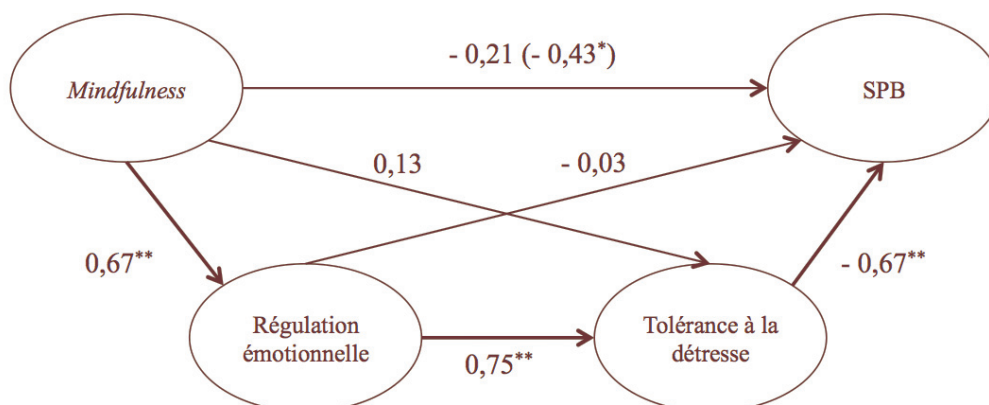 - 0,21 (- 0,43*)
Mindfulness
SPB
0,13
- 0,03
0,67**
- 0,67**
Régulation
émotionnelle
Tolérance à la
détresse
0,75**